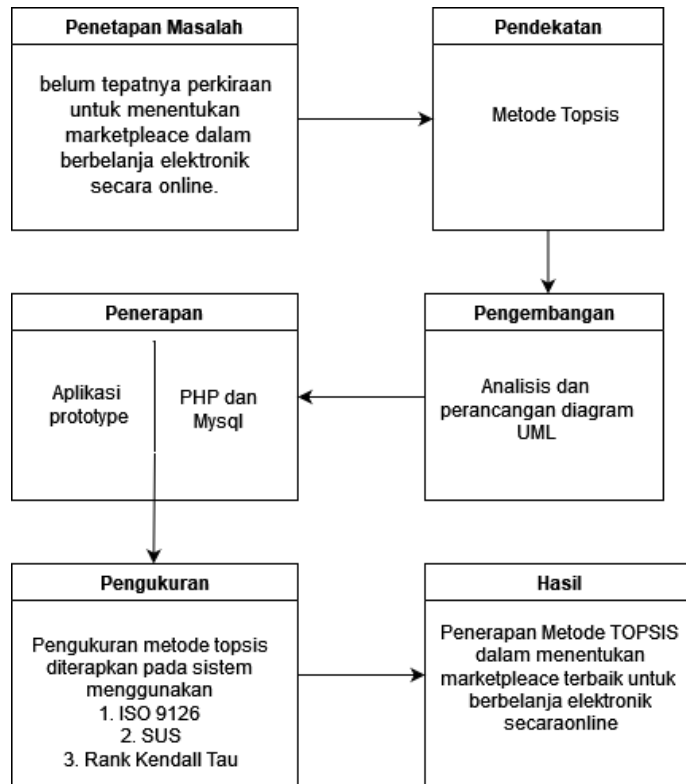 Penetapan Masalah
belum tepatnya perkiraan
untuk menentukan
marketpleace dalam
berbelanja elektronik
secara online.
Pendekatan
Metode Topsis
Pengembangan
Analisis dan
perancangan diagram
UML
Penerapan
Aplikasi
prototype
PHP dan
Mysql
Pengukuran
Pengukuran metode topsis
diterapkan pada sistem
menggunakan
1. ISO 9126
2. SUS
3. Rank Kendall Tau
Hasil
Penerapan Metode TOPSIS
dalam menentukan
marketpleace terbaik untuk
berbelanja elektronik
secaraonline